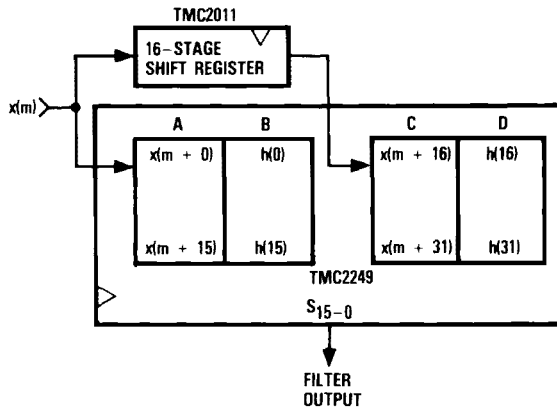 TMC2011
16-STAGE
SHIFT REGISTER
x(m)
A B C D
x(m + 0) h(0) x(m + 16) h(16)
x(m + 15) h(15) x(m + 31) h(31)
TMC2249
S15-0
FILTER
OUTPUT